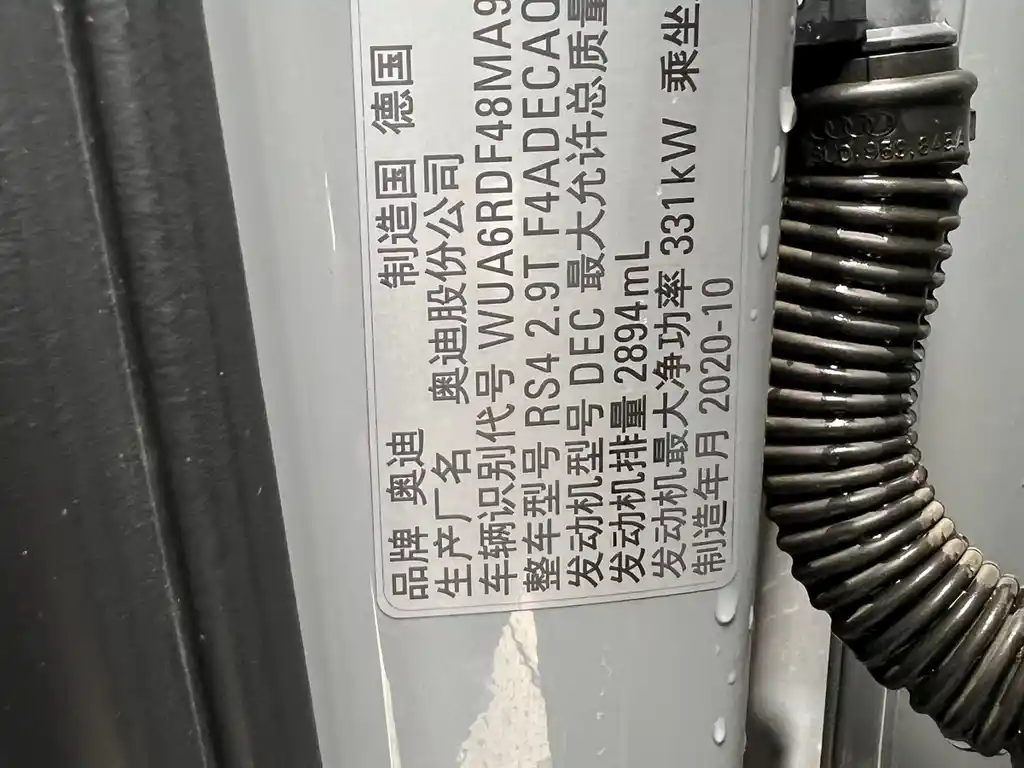 品牌 奥迪 制造国 德国
生产厂名 奥迪股份公司
车辆识别代号 WUA6RDF48MA9
整车型号 RS4 2.9T F4ADECAO
发动机型号 DEC 最大允许总质量
发动机排量 2894mL
发动机最大净功率 331kW 乘坐
制造年月 2020-10